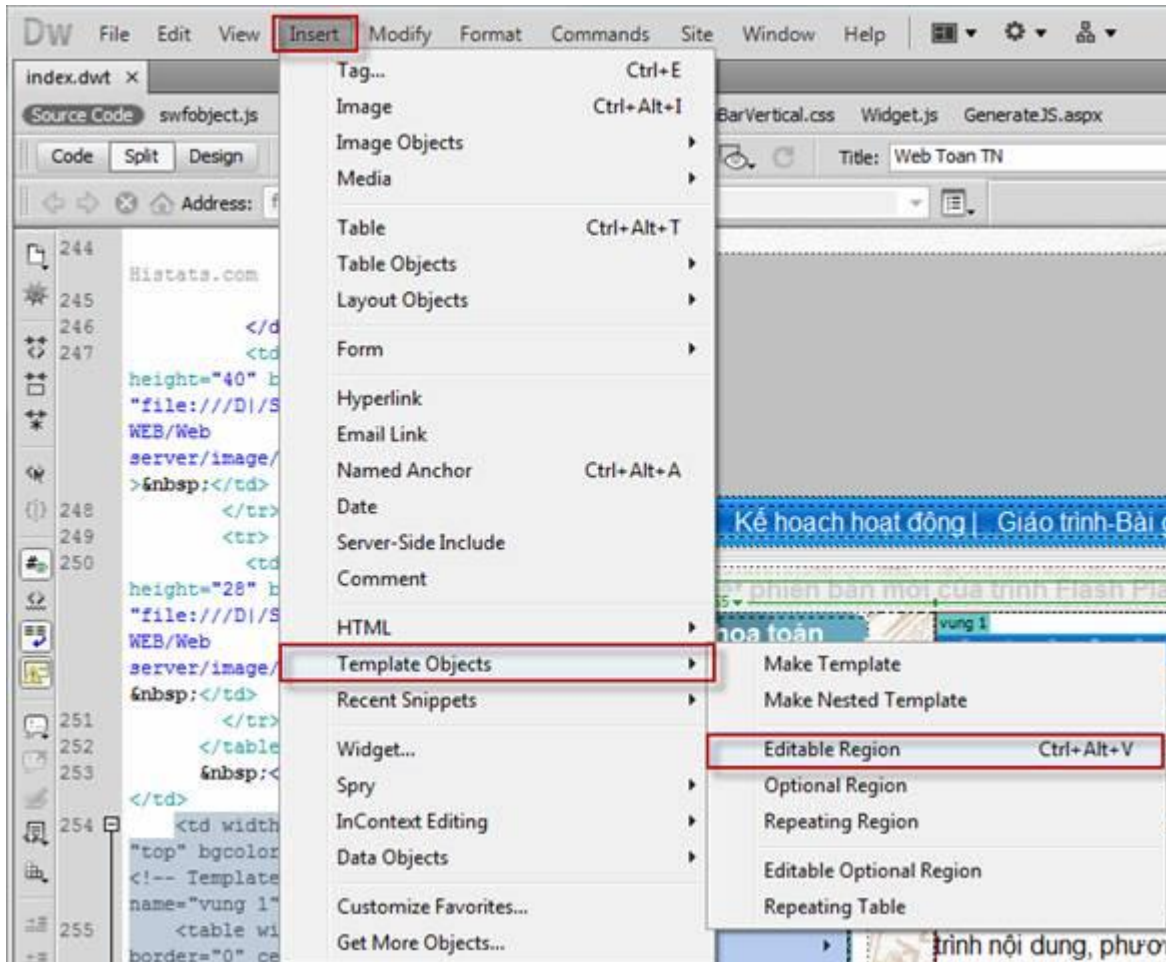 Dw File Edit View Insert Modify Format Commands Site Window Help
index.dwt ×
Source Code swfobject.js BarVertical.css Widget.js GenerateJS.aspx
Code Split Design Title: Web Toan TN
Address:
Tag... Ctrl+E
Image Ctrl+Alt+I
Image Objects
Media
Table Ctrl+Alt+T
Table Objects
Layout Objects
Form
Hyperlink
Email Link
Named Anchor Ctrl+Alt+A
Date
Server-Side Include
Comment
HTML
Template Objects
Recent Snippets
Widget...
Spry
InContext Editing
Data Objects
Customize Favorites...
Get More Objects...
Make Template
Make Nested Template
Editable Region Ctrl+Alt+V
Optional Region
Repeating Region
Editable Optional Region
Repeating Table
244
Histats.com
245
246 </d
247 <td
height="40" b
"file:///D|/S
WEB/Web
server/image/
>&nbsp;</td>
248 </tr>
249 <tr>
250 <td
height="28" b
"file:///D|/S
WEB/Web
server/image/
&nbsp;</td>
251 </tr>
252 </table
253 &nbsp;<
</td>
254 <td width
"top" bgcolor
<!-- Template
name="vung 1"
255 <table wi
border="0" ce
Kế hoạch hoạt động | Giáo trình-Bài
phiên bản mới của trình Flash Pla
hoa toán
vung 1
trình nội dung, phươ